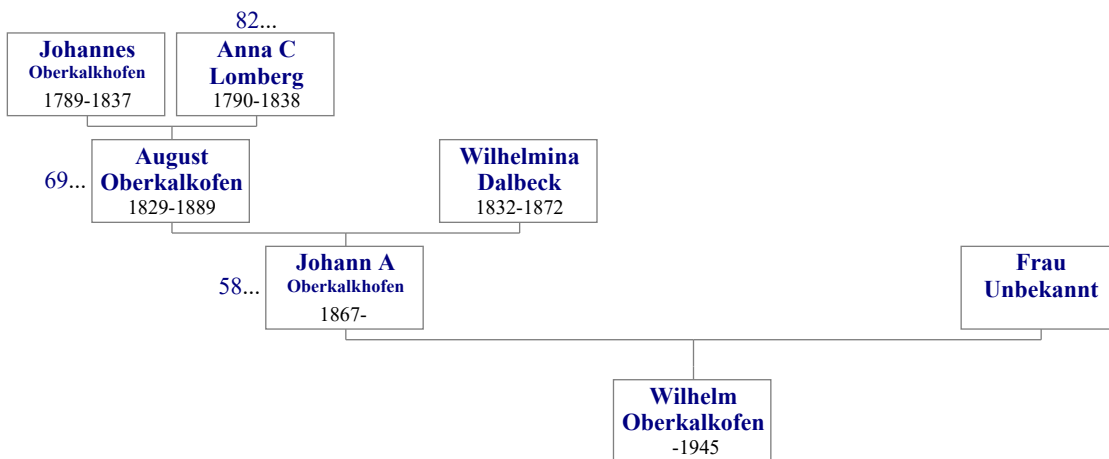 82...
Johannes
Oberkalkhofen
1789-1837
Anna C
Lomberg
1790-1838
69...
August
Oberkalkofen
1829-1889
Wilhelmina
Dalbeck
1832-1872
58...
Johann A
Oberkalkhofen
1867-
Frau
Unbekannt
Wilhelm
Oberkalkofen
-1945